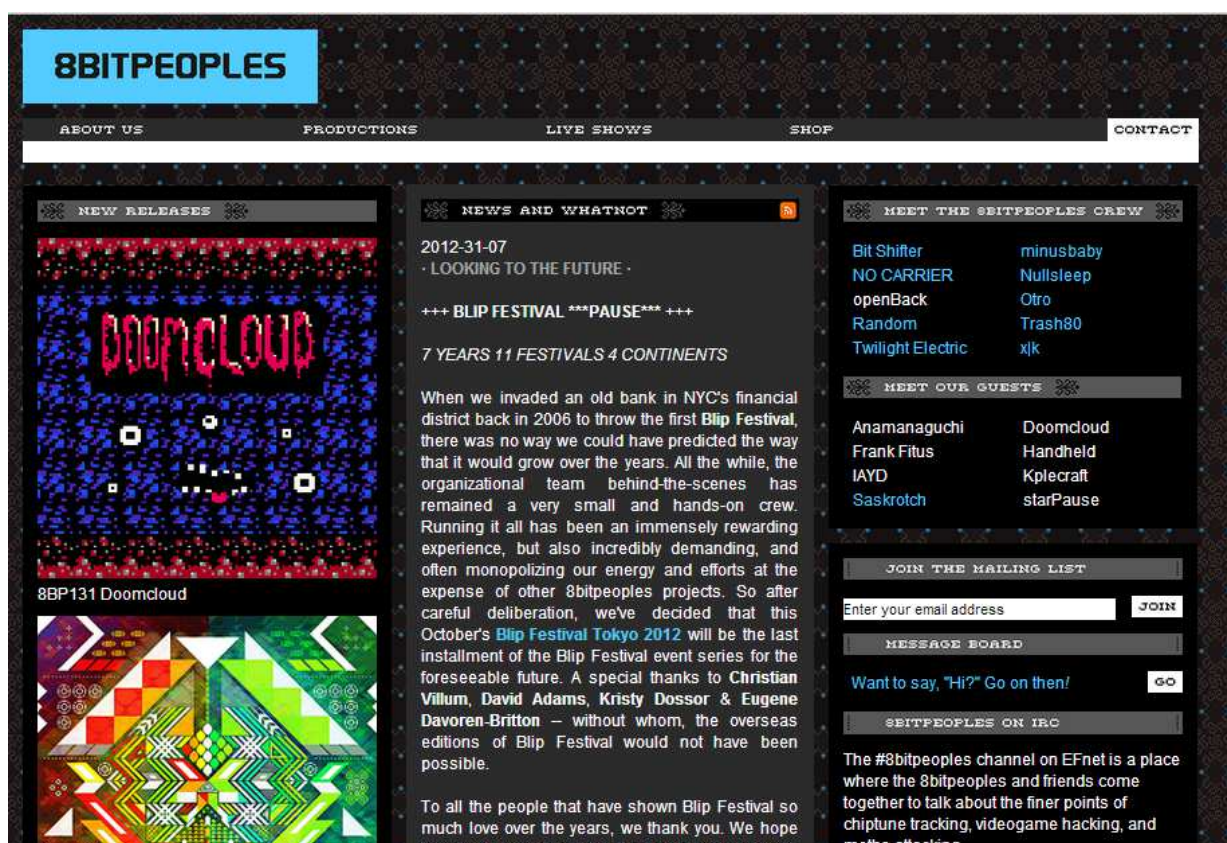 8BITPEOPLES
ABOUT US PRODUCTIONS LIVE SHOWS SHOP CONTACT
NEW RELEASES
DOOMCLOUD
8BP131 Doomcloud
NEWS AND WHATNOT
2012-31-07
· LOOKING TO THE FUTURE ·
+++ BLIP FESTIVAL ***PAUSE*** +++
7 YEARS 11 FESTIVALS 4 CONTINENTS
When we invaded an old bank in NYC's financial
district back in 2006 to throw the first Blip Festival,
there was no way we could have predicted the way
that it would grow over the years. All the while, the
organizational team behind-the-scenes has
remained a very small and hands-on crew.
Running it all has been an immensely rewarding
experience, but also incredibly demanding, and
often monopolizing our energy and efforts at the
expense of other 8bitpeoples projects. So after
careful deliberation, we've decided that this
October's Blip Festival Tokyo 2012 will be the last
installment of the Blip Festival event series for the
foreseeable future. A special thanks to Christian
Villum, David Adams, Kristy Dossor & Eugene
Davoren-Britton -- without whom, the overseas
editions of Blip Festival would not have been
possible.
To all the people that have shown Blip Festival so
much love over the years, we thank you. We hope
MEET THE 8BITPEOPLES CREW
Bit Shifter minusbaby
NO CARRIER Nullsleep
openBack Otro
Random Trash80
Twilight Electric x|k
MEET OUR GUESTS
Anamanaguchi Doomcloud
Frank Fitus Handheld
IAYD Kplecraft
Saskrotch starPause
JOIN THE MAILING LIST
Enter your email address JOIN
MESSAGE BOARD
Want to say, "Hi?" Go on then! GO
8BITPEOPLES ON IRC
The #8bitpeoples channel on EFnet is a place
where the 8bitpeoples and friends come
together to talk about the finer points of
chiptune tracking, videogame hacking, and